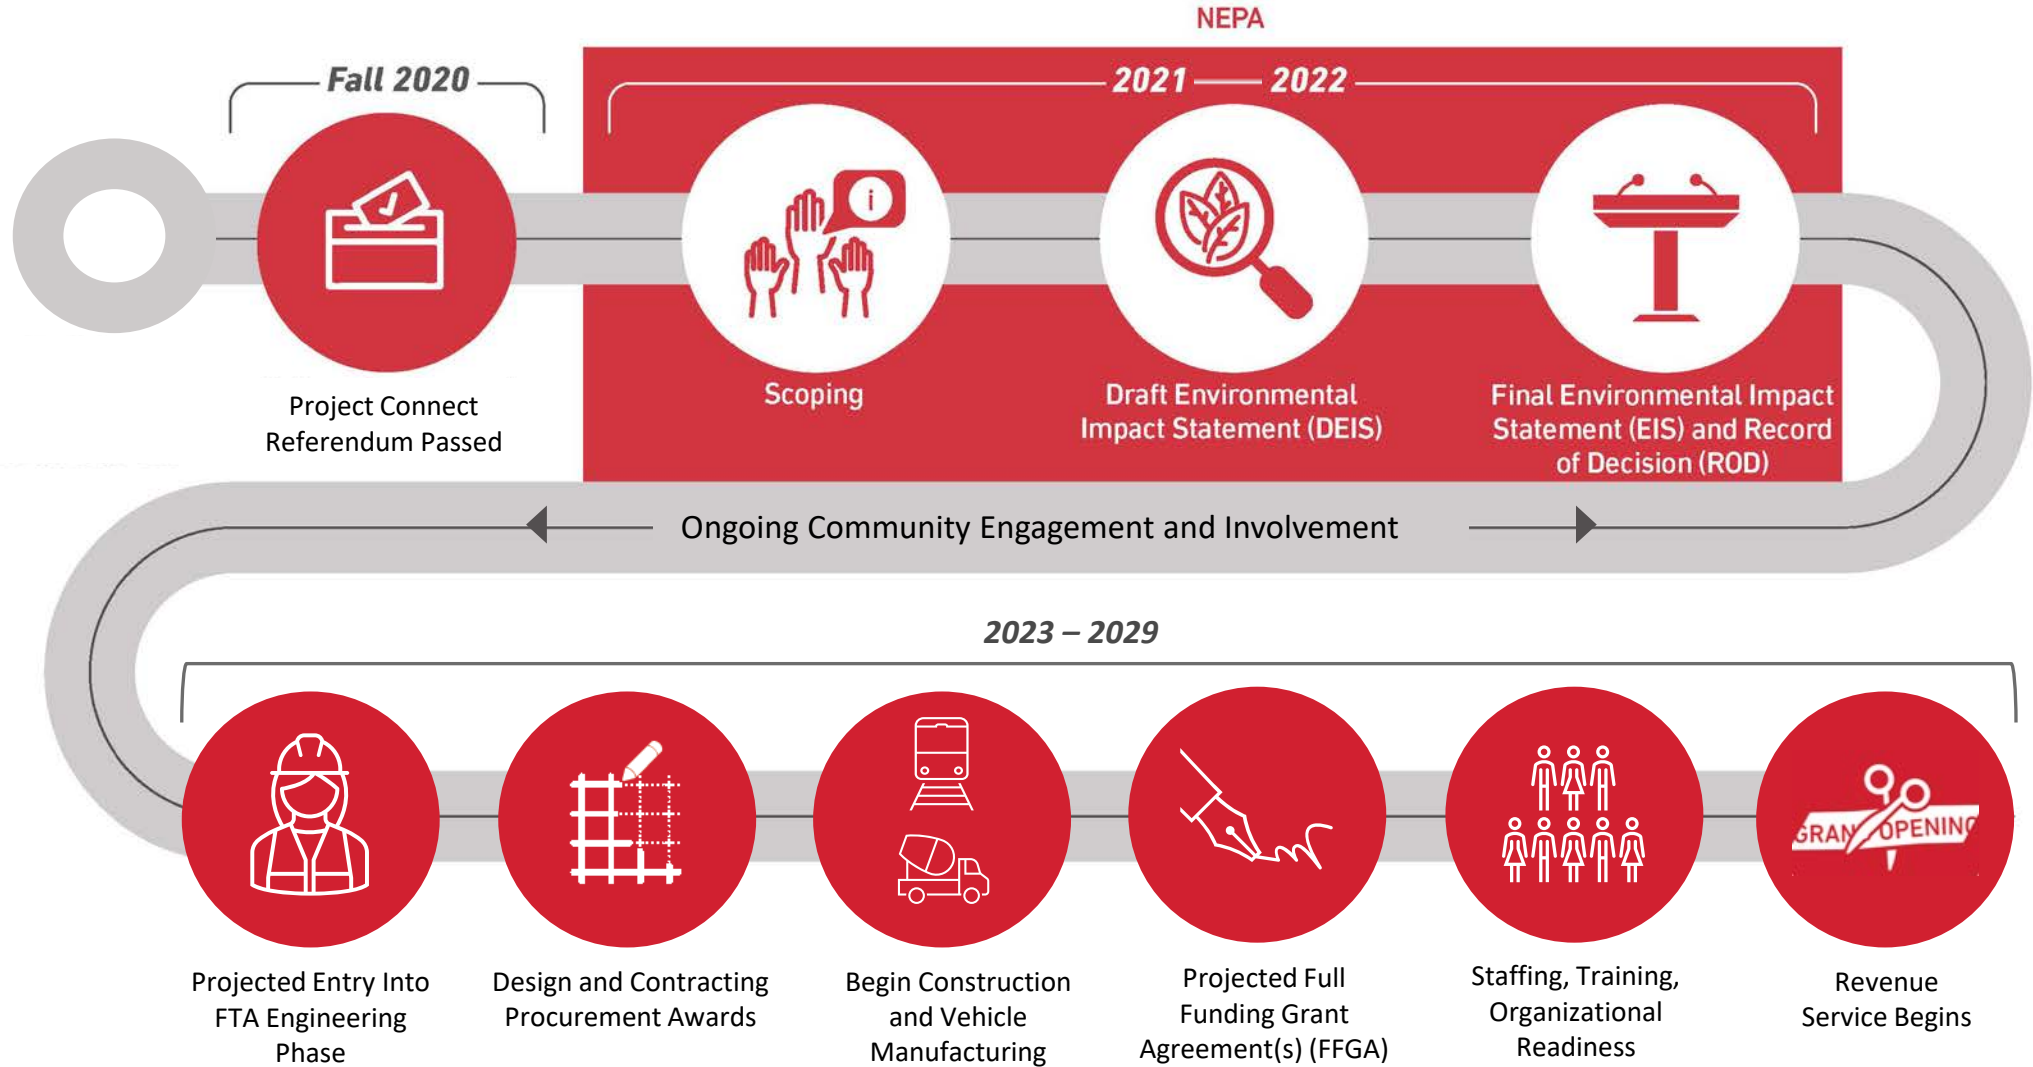 NEPA
Fall 2020
2021 2022
i
Project Connect
Referendum Passed
Scoping
Draft Environmental
Impact Statement (DEIS)
Final Environmental Impact
Statement (EIS) and Record
of Decision (ROD)
Ongoing Community Engagement and Involvement
2023 – 2029
GRAN OPENING
Projected Entry Into
FTA Engineering
Phase
Design and Contracting
Procurement Awards
Begin Construction
and Vehicle
Manufacturing
Projected Full
Funding Grant
Agreement(s) (FFGA)
Staffing, Training,
Organizational
Readiness
Revenue
Service Begins